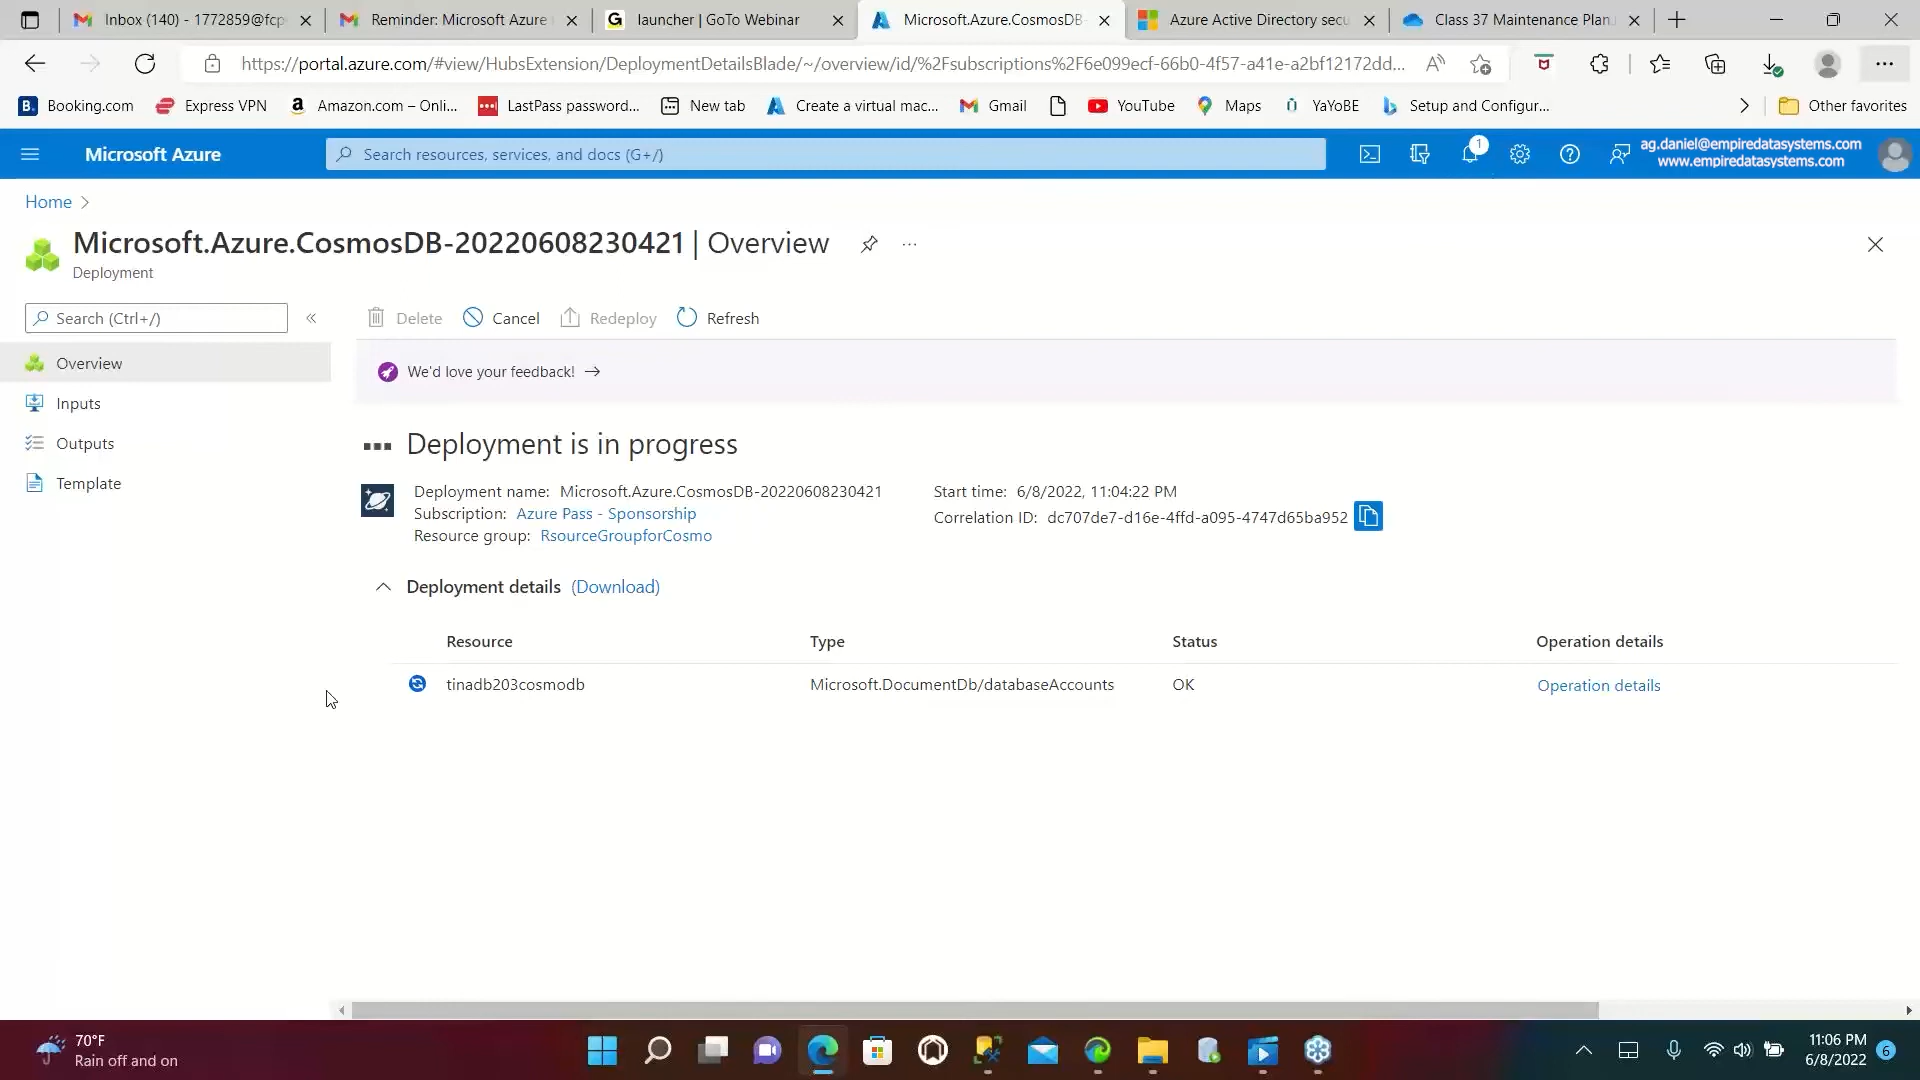 Inbox (140) - 1772859@fcp
Reminder: Microsoft Azure
launcher | GoTo Webinar
Microsoft.Azure.CosmosDB-
Azure Active Directory secu
Class 37 Maintenance Plan.
https://portal.azure.com/#view/HubsExtension/DeploymentDetailsBlade/~/overview/id/%2Fsubscriptions%2F6e099ecf-66b0-4f57-a41e-a2bf12172dd...
Booking.com
Express VPN
Amazon.com – Onli...
LastPass password...
New tab
Create a virtual mac...
Gmail
YouTube
Maps
YAYOBE
Setup and Configur...
Other favorites
Microsoft Azure
Search resources, services, and docs (G+/)
1
ag.daniel@empiredatasystems.com
www.empiredatasystems.com
Home
Microsoft.Azure.CosmosDB-20220608230421 | Overview
Deployment
Search (Ctrl+/)
Delete
Cancel
Redeploy
Refresh
Overview
Inputs
Outputs
Template
We'd love your feedback!
Deployment is in progress
Deployment name: Microsoft.Azure.CosmosDB-20220608230421
Subscription: Azure Pass - Sponsorship
Resource group: RsourceGroupforCosmo
Start time: 6/8/2022, 11:04:22 PM
Correlation ID: dc707de7-d16e-4ffd-a095-4747d65ba952
Deployment details (Download)
Resource Type Status Operation details
tinadb203cosmodb Microsoft.DocumentDb/databaseAccounts OK Operation details
70°F
Rain off and on
11:06 PM
6/8/2022
6